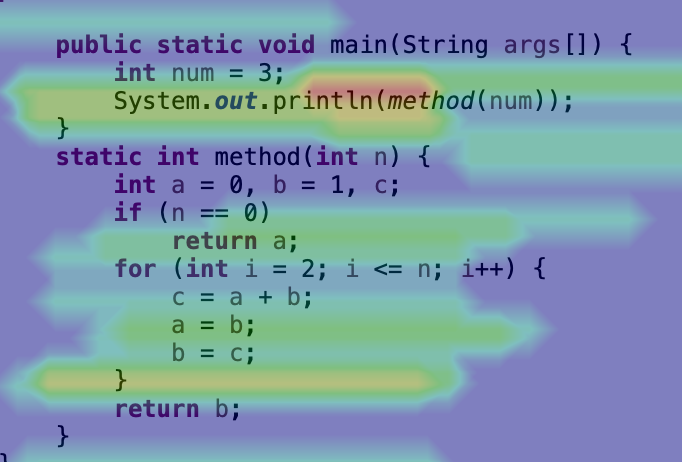 public static void main(String args[]) {
int num = 3;
System.out.println(method(num));
}
static int method(int n) {
int a = 0, b = 1, c;
if (n == 0)
return a;
for (int i = 2; i <= n; i++) {
c = a + b;
a = b;
b = c;
}
return b;
}
}